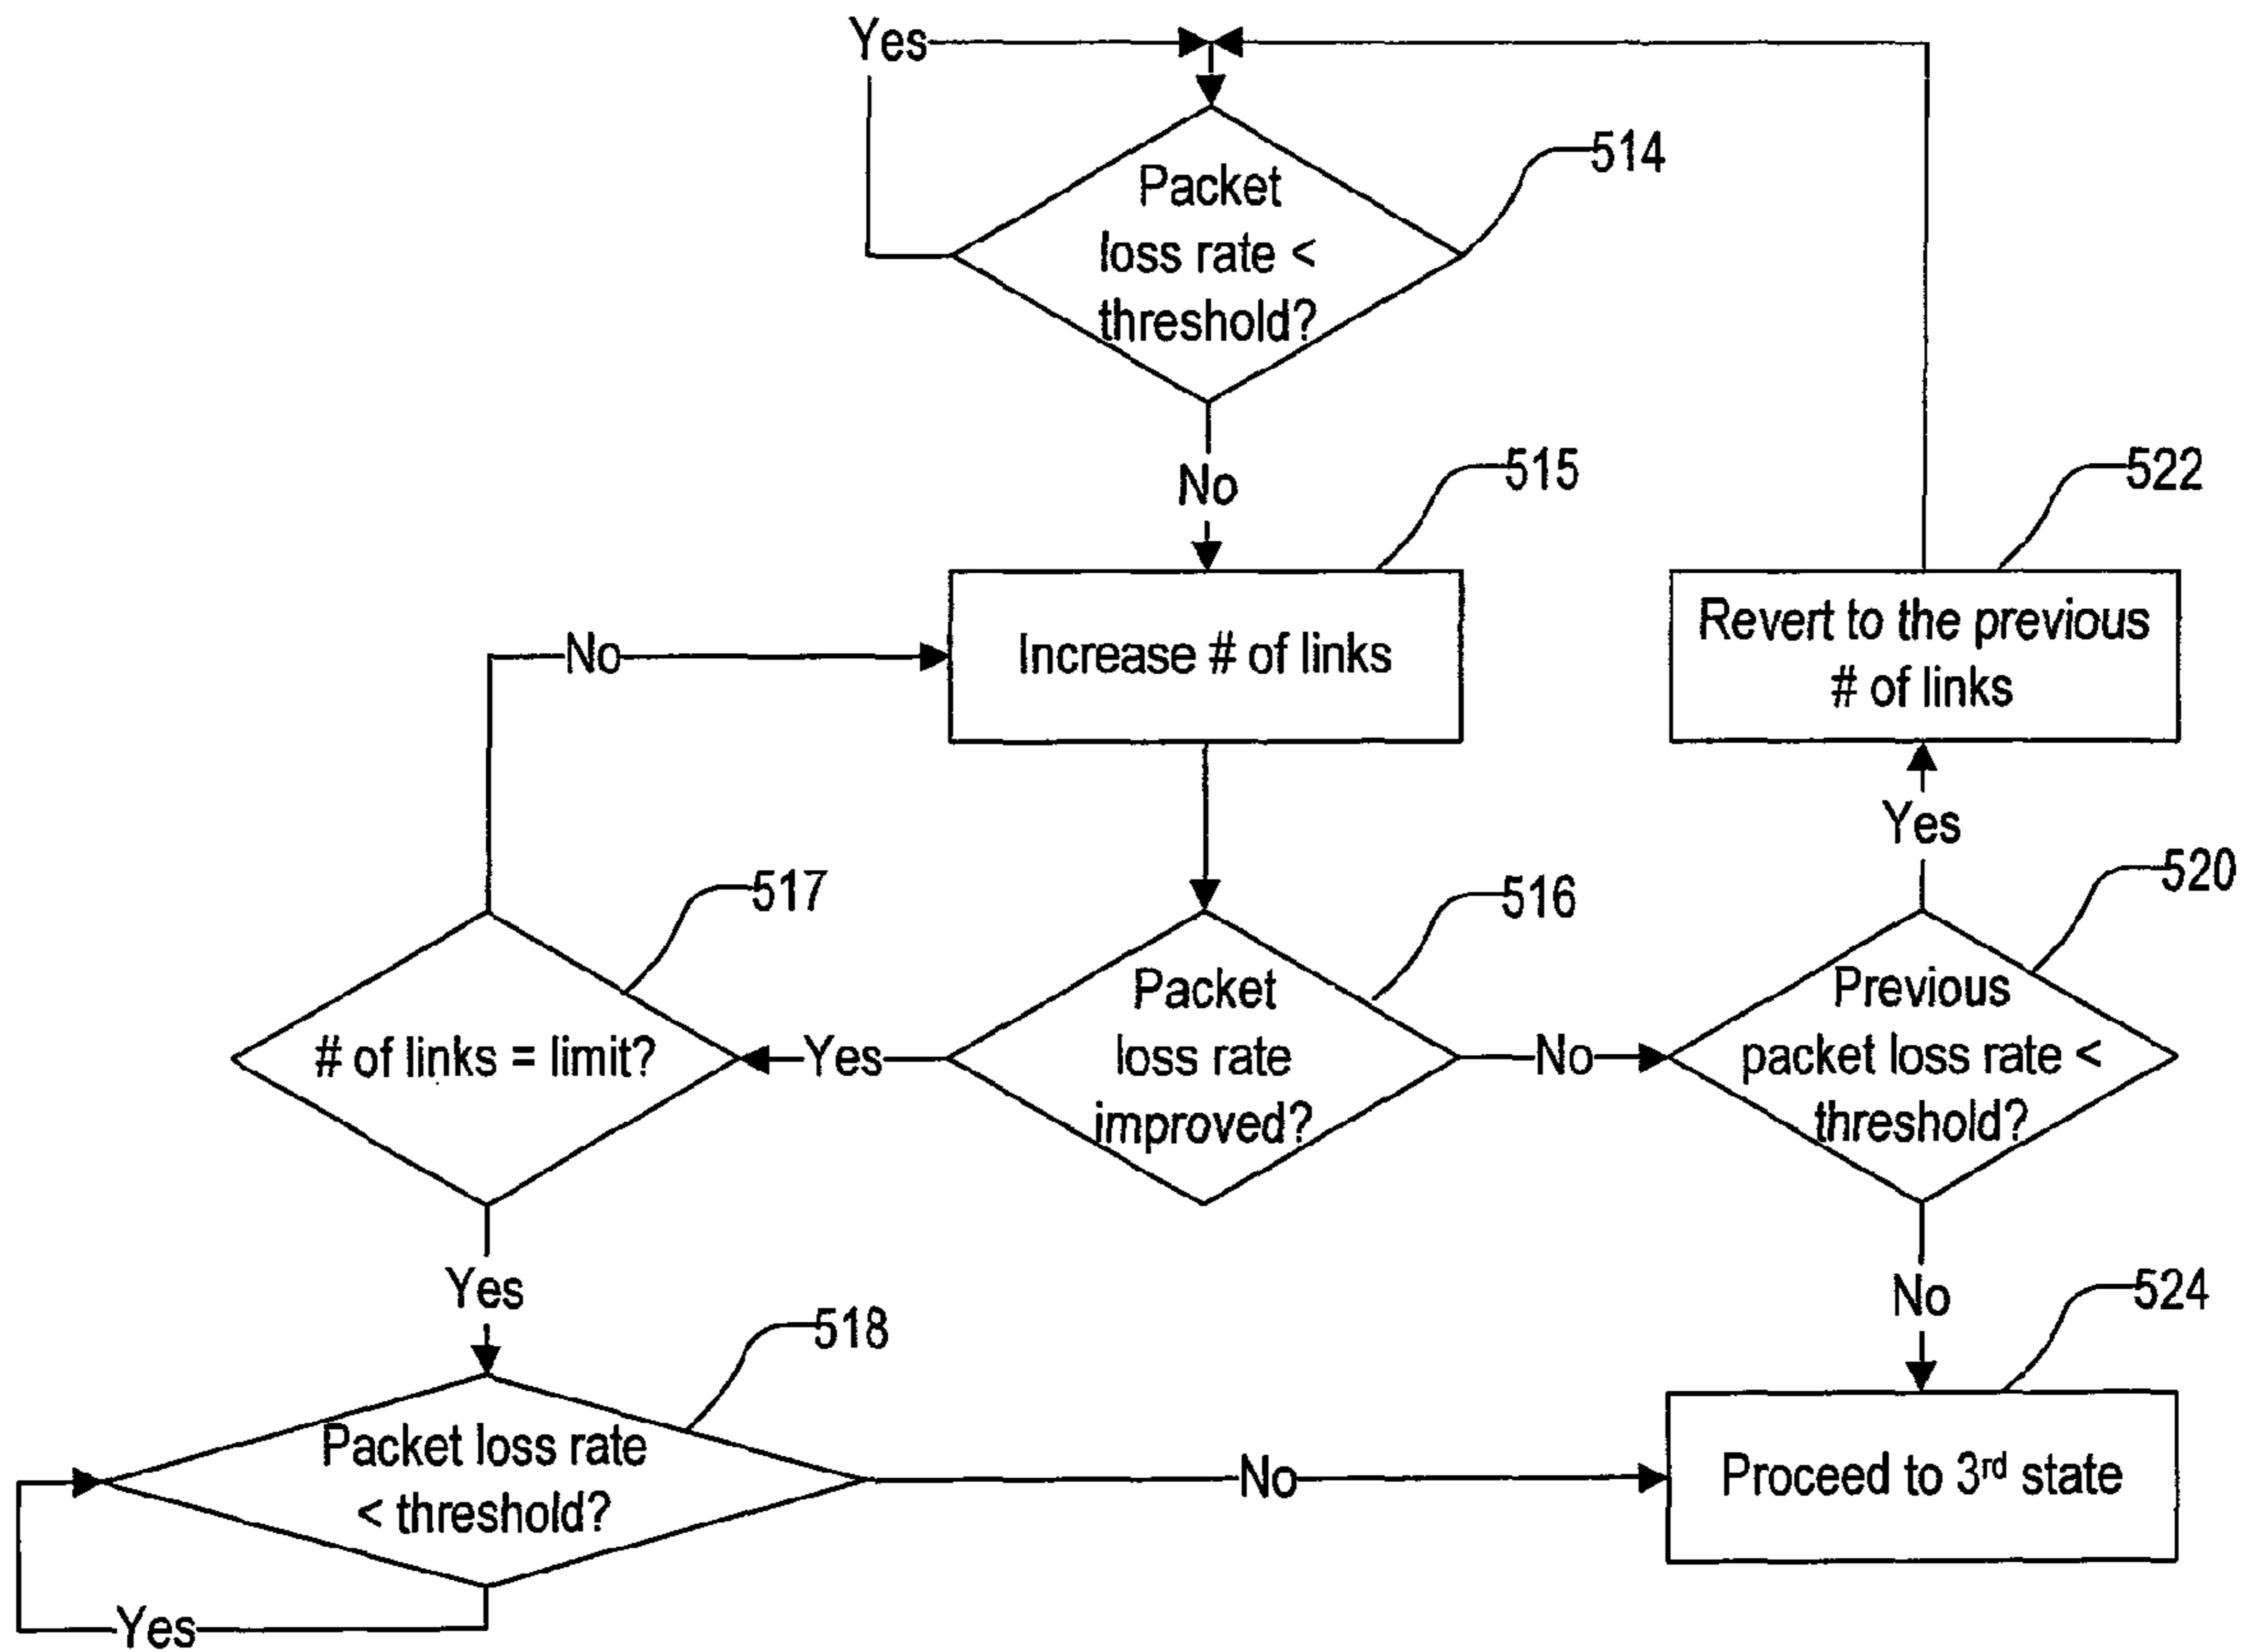 Yes
Packet
loss rate <
threshold?
514
No
515
522
Increase # of links
Revert to the previous
# of links
No
Yes
517
516
520
# of links = limit?
Yes
Packet
loss rate
improved?
No
Previous
packet loss rate <
threshold?
Yes
No
518
524
Packet loss rate
< threshold?
No
Proceed to 3rd state
Yes